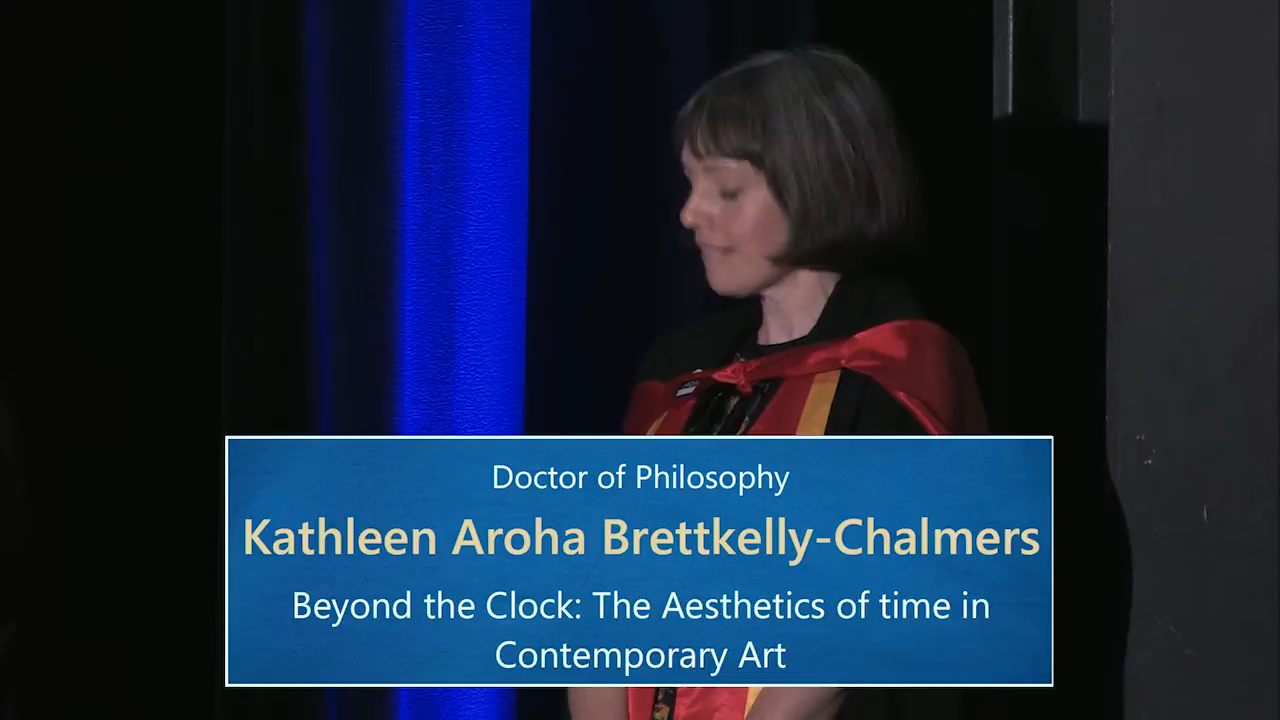 Doctor of Philosophy
Kathleen Aroha Brettkelly-Chalmers
Beyond the Clock: The Aesthetics of time in
Contemporary Art